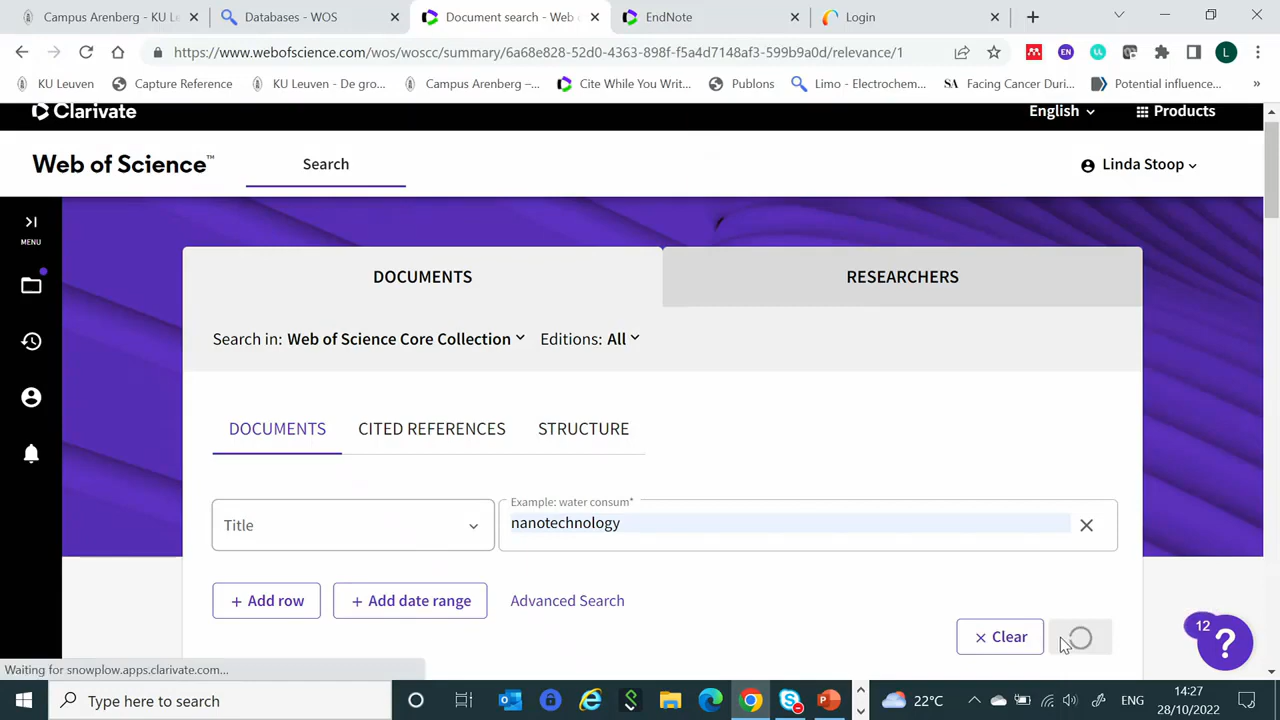 Campus Arenberg - KU L
Databases - WOS
Document search - Web
EndNote
Login
https://www.webofscience.com/wos/woscc/summary/6a68e828-52d0-4363-898f-f5a4d7148af3-599b9a0d/relevance/1
EN
L
KU Leuven
Capture Reference
KU Leuven - De gro...
Campus Arenberg –...
Cite While You Writ...
Publons
Limo - Electrochem...
SA Facing Cancer Duri...
Potential influence...
»
Clarivate
English
Products
Web of Science™
Search
Linda Stoop
MENU
DOCUMENTS
RESEARCHERS
Search in: Web of Science Core Collection
Editions: All
DOCUMENTS
CITED REFERENCES
STRUCTURE
Title
Example: water consum*
nanotechnology
+ Add row
+ Add date range
Advanced Search
× Clear
12
?
Waiting for snowplow.apps.clarivate.com...
Type here to search
22°C
ENG
14:27
28/10/2022